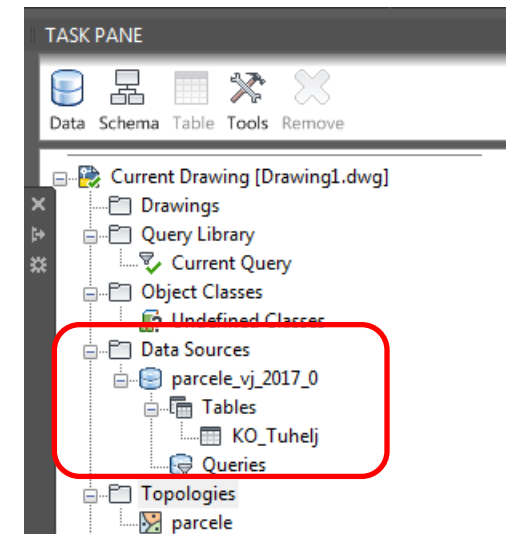 TASK PANE
Data Schema Table Tools Remove
Current Drawing [Drawing1.dwg]
Drawings
Query Library
Current Query
Object Classes
Undefined Classes
Data Sources
parcele_vj_2017_0
Tables
KO_Tuhelj
Queries
Topologies
parcele